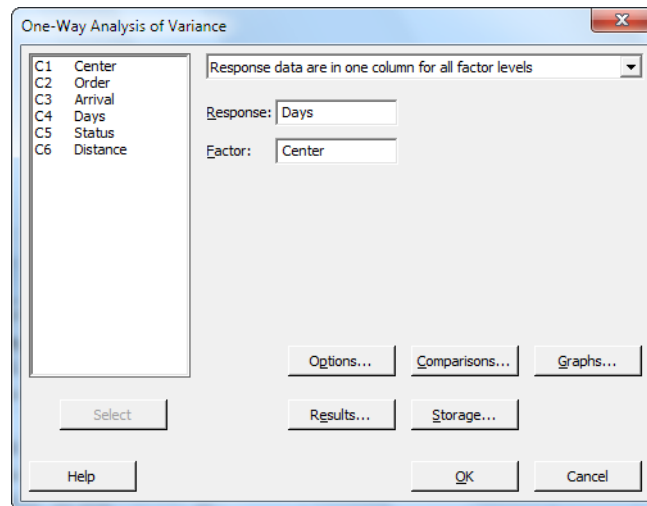 One-Way Analysis of Variance
C1 Center
C2 Order
C3 Arrival
C4 Days
C5 Status
C6 Distance
Response data are in one column for all factor levels
Response: Days
Factor: Center
Options... Comparisons... Graphs...
Select Results... Storage...
Help OK Cancel